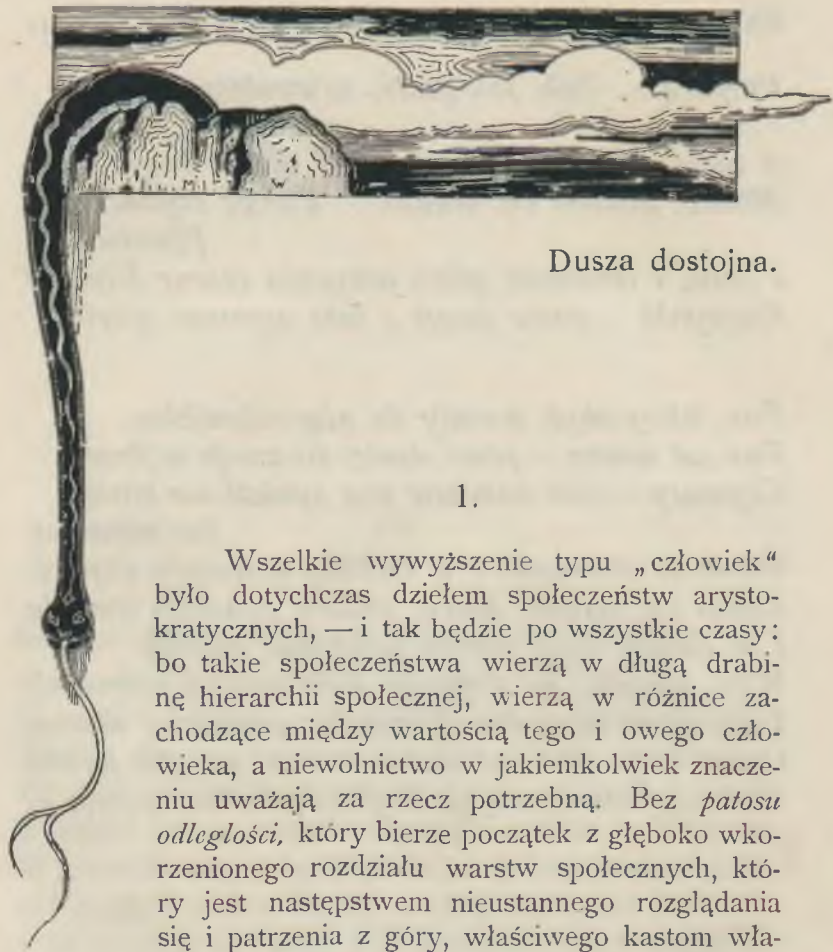 Dusza dostojna.
1.
Wszelkie wywyższenie typu „człowiek“
było dotychczas dziełem społeczeństw arysto-
kratycznych, — i tak będzie po wszystkie czasy:
bo takie społeczeństwa wierzą w długą drabi-
nę hierarchii społecznej, wierzą w różnice za-
chodzące między wartością tego i owego czło-
wieka, a niewolnictwo w jakiemkolwiek znacze-
niu uważają za rzecz potrzebną. Bez patosu
odległości, który bierze początek z głęboko wko-
rzenionego rozdziału warstw społecznych, któ-
ry jest następstwem nieustannego rozglądania
się i patrzenia z góry, właściwego kastom wła-